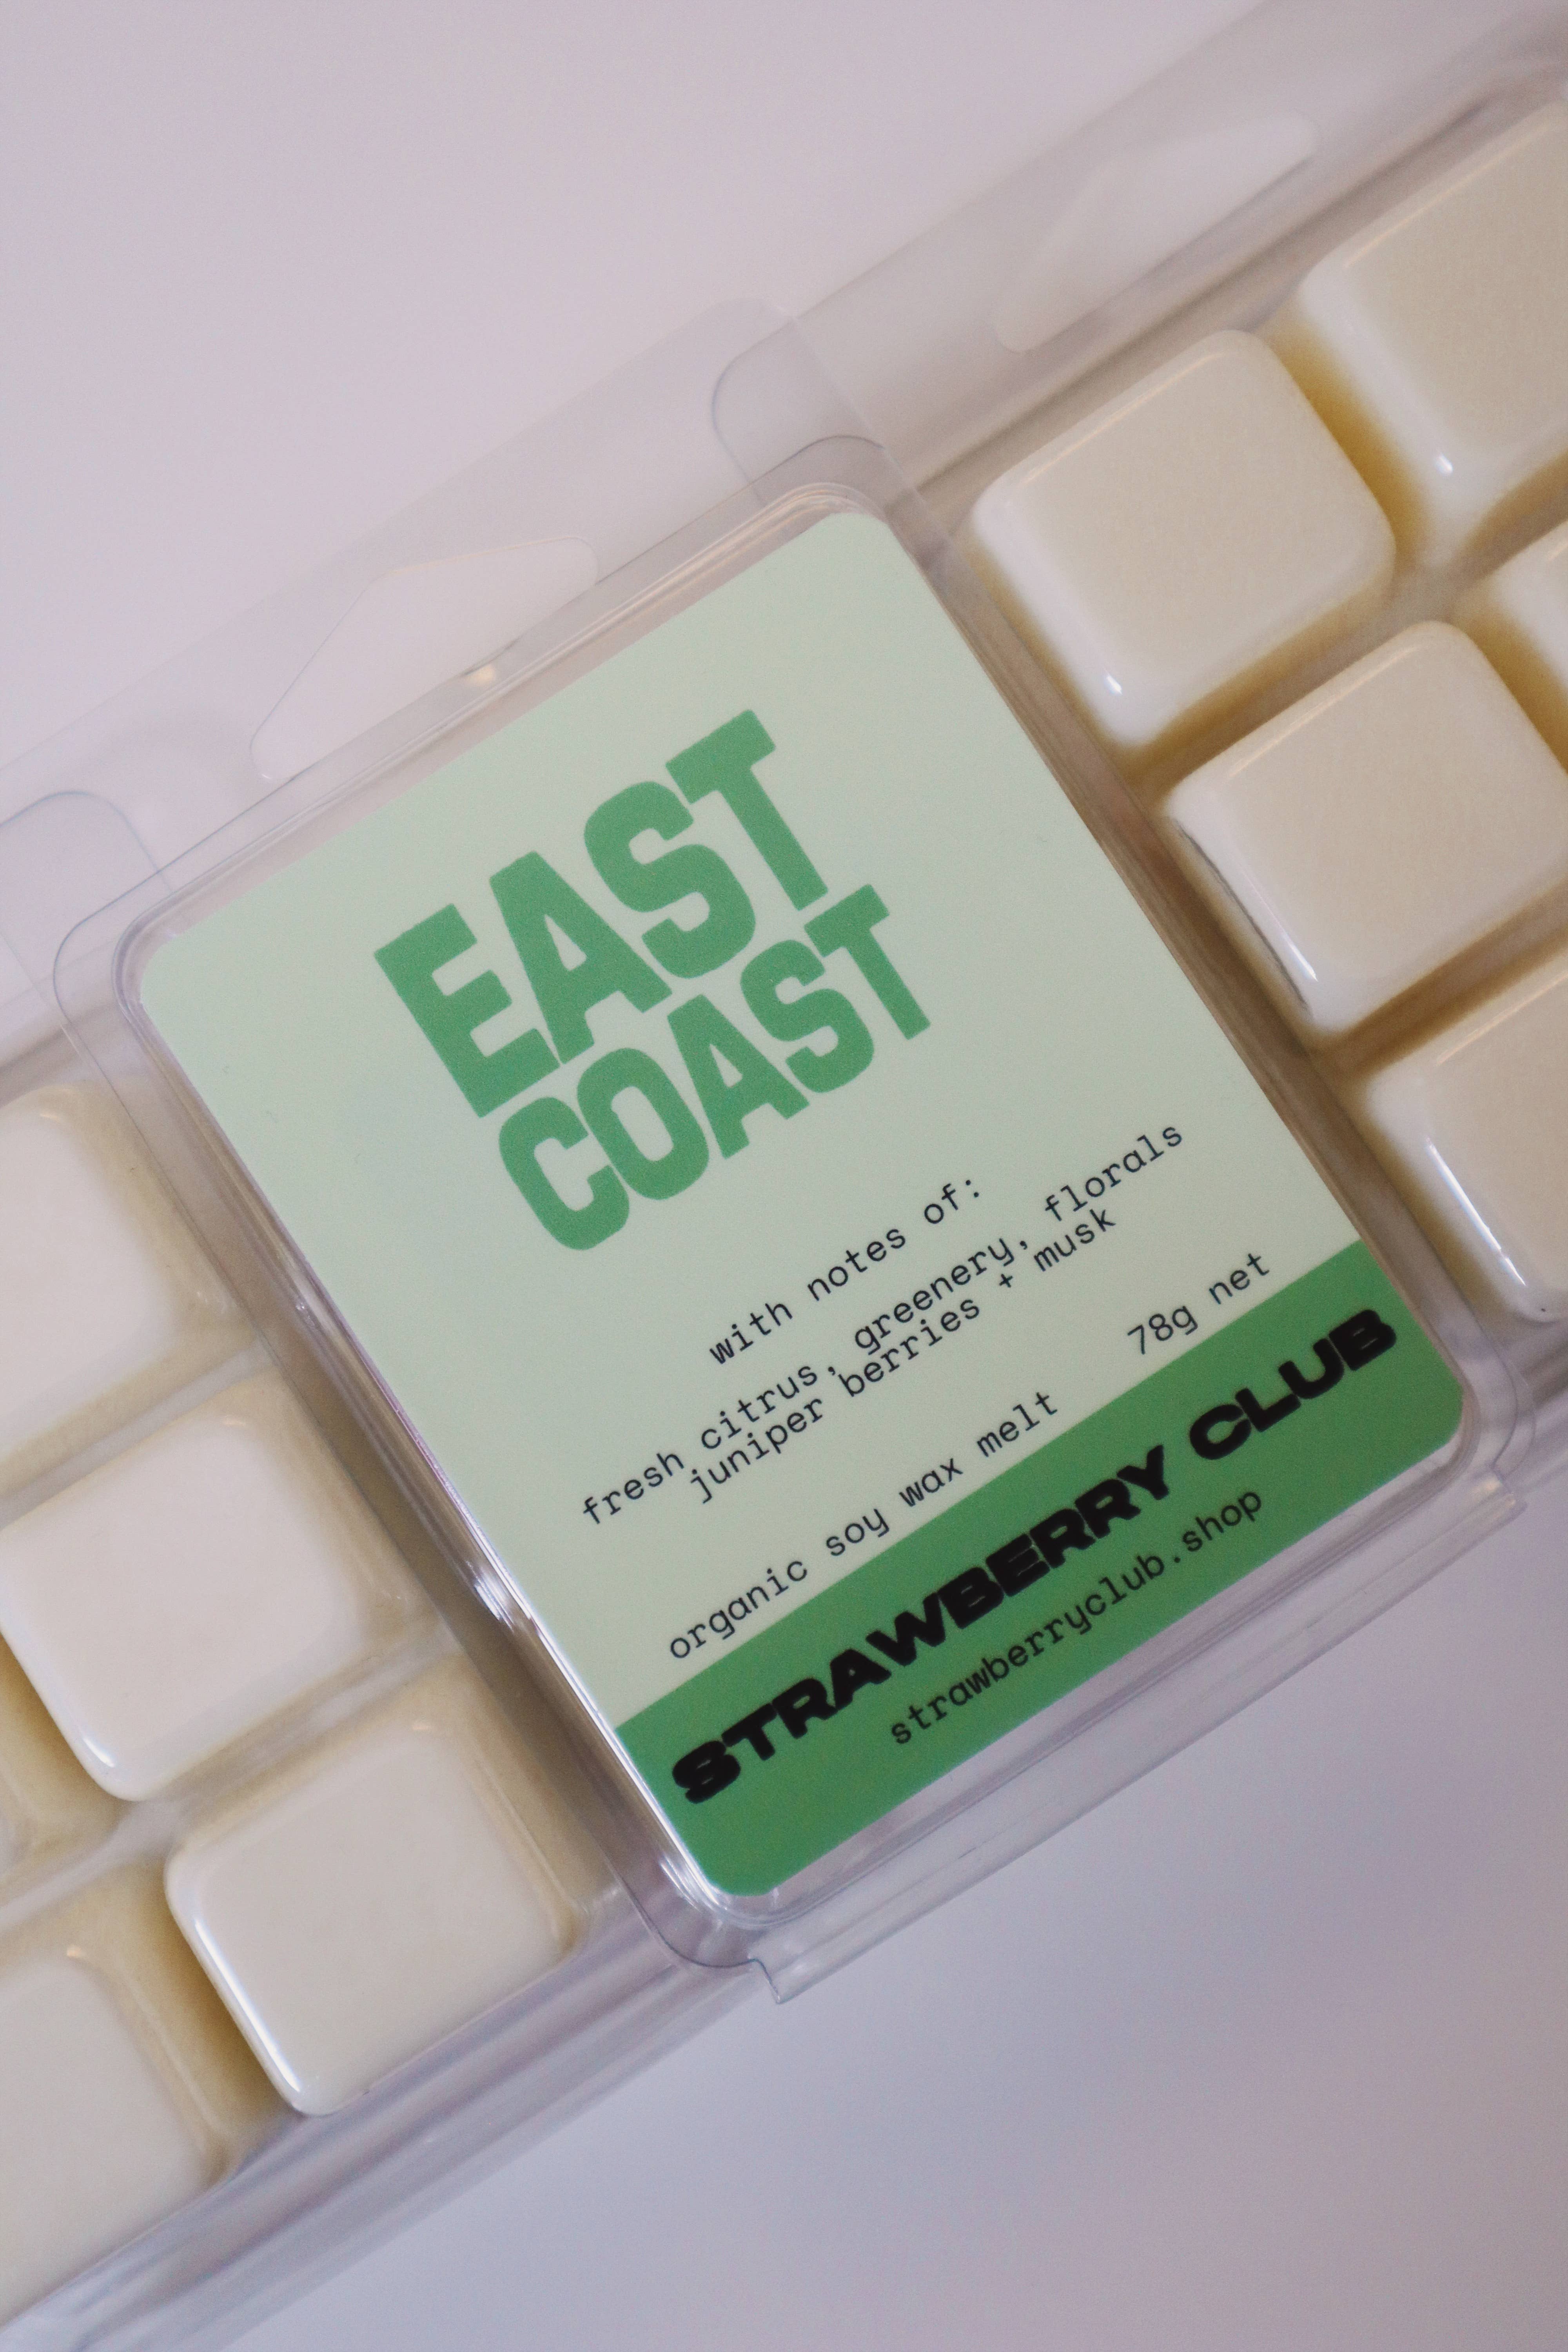 EAST
COAST
with notes of:
fresh citrus, greenery, florals
juniper berries + musk
organic soy wax melt 78g net
STRAWBERRY CLUB
strawberryclub.shop